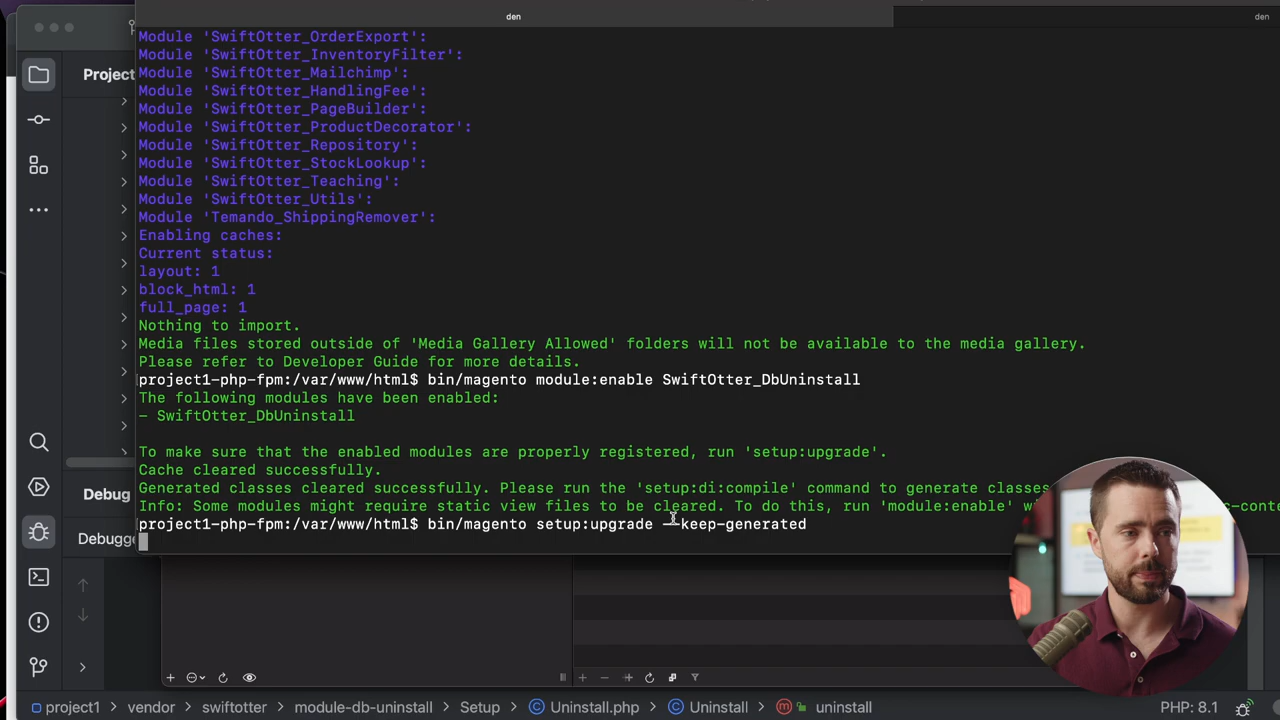 den
den
Project
Module 'SwiftOtter_OrderExport':
Module 'SwiftOtter_InventoryFilter':
Module 'SwiftOtter_Mailchimp':
Module 'SwiftOtter_HandlingFee':
Module 'SwiftOtter_PageBuilder':
Module 'SwiftOtter_ProductDecorator':
Module 'SwiftOtter_Repository':
Module 'SwiftOtter_StockLookup':
Module 'SwiftOtter_Teaching':
Module 'SwiftOtter_Utils':
Module 'Temando_ShippingRemover':
Enabling caches:
Current status:
layout: 1
block_html: 1
full_page: 1
Nothing to import.
Media files stored outside of 'Media Gallery Allowed' folders will not be available to the media gallery.
Please refer to Developer Guide for more details.
project1-php-fpm:/var/www/html$ bin/magento module:enable SwiftOtter_DbUninstall
The following modules have been enabled:
- SwiftOtter_DbUninstall
To make sure that the enabled modules are properly registered, run 'setup:upgrade'.
Cache cleared successfully.
Generated classes cleared successfully. Please run the 'setup:di:compile' command to generate classes
Info: Some modules might require static view files to be cleared. To do this, run 'module:enable' w c-conte
project1-php-fpm:/var/www/html$ bin/magento setup:upgrade --keep-generated
Debug
Debugge
project1 vendor swiftotter module-db-uninstall Setup Uninstall.php Uninstall uninstall PHP: 8.1